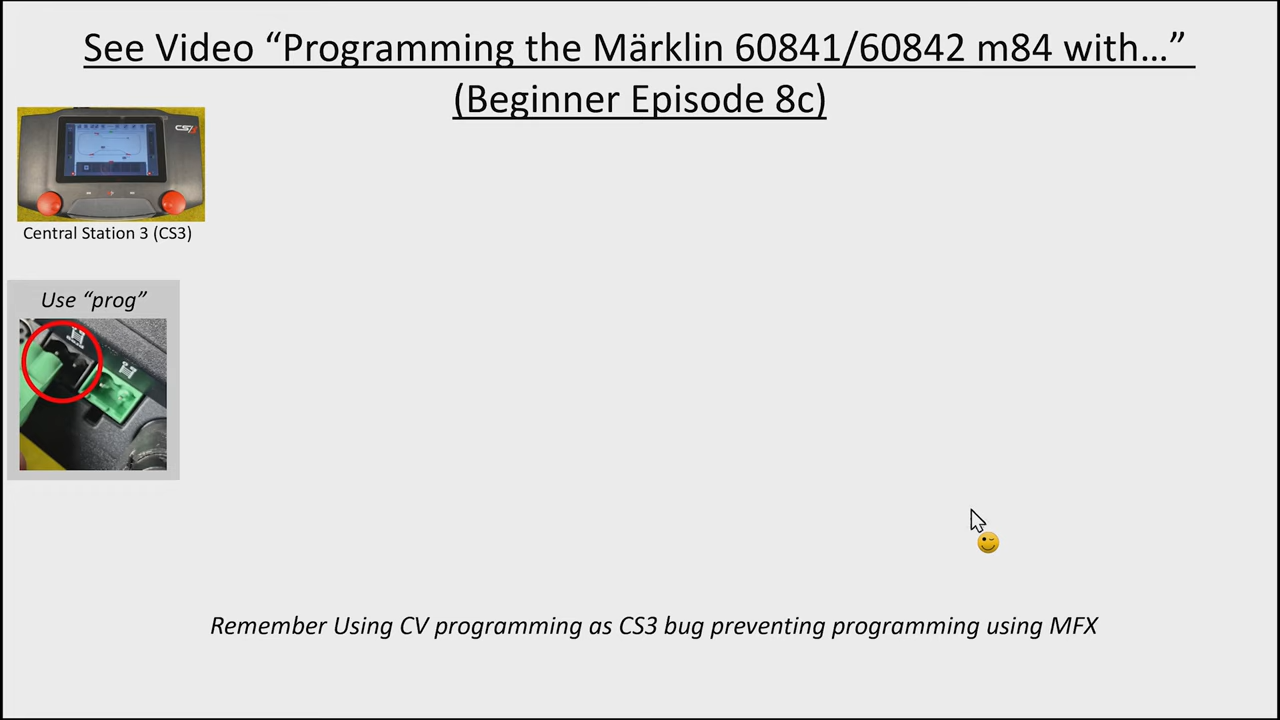 See Video “Programming the Märklin 60841/60842 m84 with…”
(Beginner Episode 8c)
Central Station 3 (CS3)
Use “prog”
Remember Using CV programming as CS3 bug preventing programming using MFX